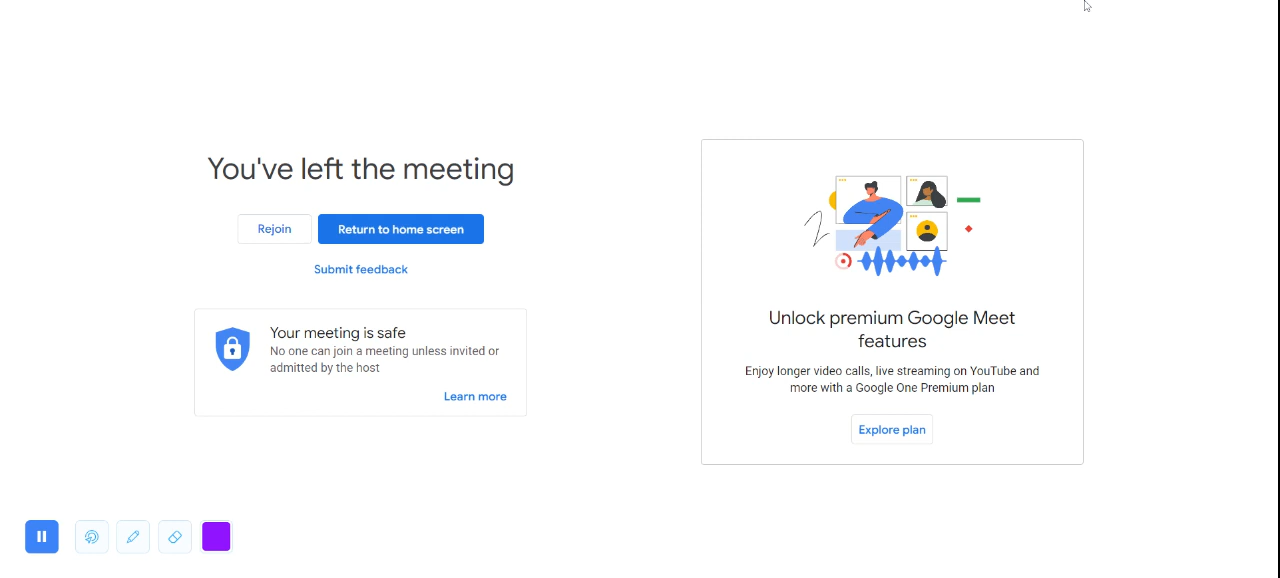 You've left the meeting
Rejoin
Return to home screen
Submit feedback
Your meeting is safe
No one can join a meeting unless invited or
admitted by the host
Learn more
Unlock premium Google Meet
features
Enjoy longer video calls, live streaming on YouTube and
more with a Google One Premium plan
Explore plan